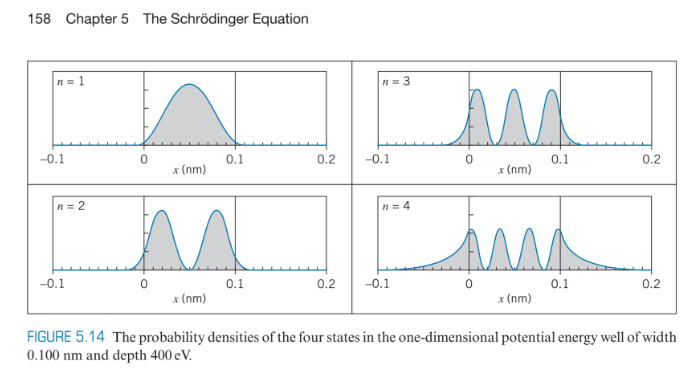 158 Chapter 5 The Schrödinger Equation
n = 1
−0.1 0 0.1 0.2
x (nm)
n = 3
−0.1 0 0.1 0.2
x (nm)
n = 2
−0.1 0 0.1 0.2
x (nm)
n = 4
−0.1 0 0.1 0.2
x (nm)
FIGURE 5.14 The probability densities of the four states in the one-dimensional potential energy well of width
0.100 nm and depth 400 eV.